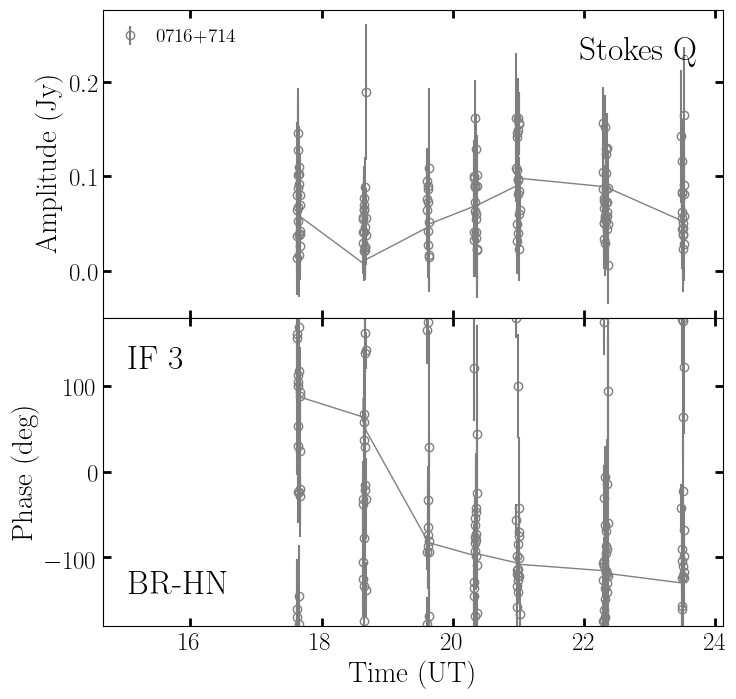 0716+714
Stokes Q
Amplitude (Jy)
0.2
0.1
0.0
IF 3
Phase (deg)
100
0
−100
BR-HN
16 18 20 22 24
Time (UT)